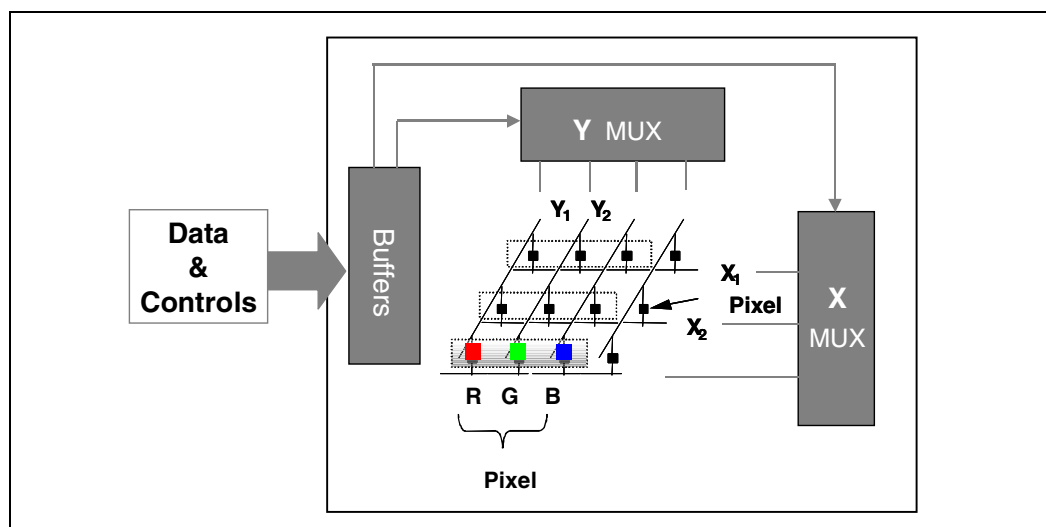 Y MUX
Data
&
Controls
Buffers
Y1 Y2
X1
Pixel
X2
X
MUX
R G B
Pixel